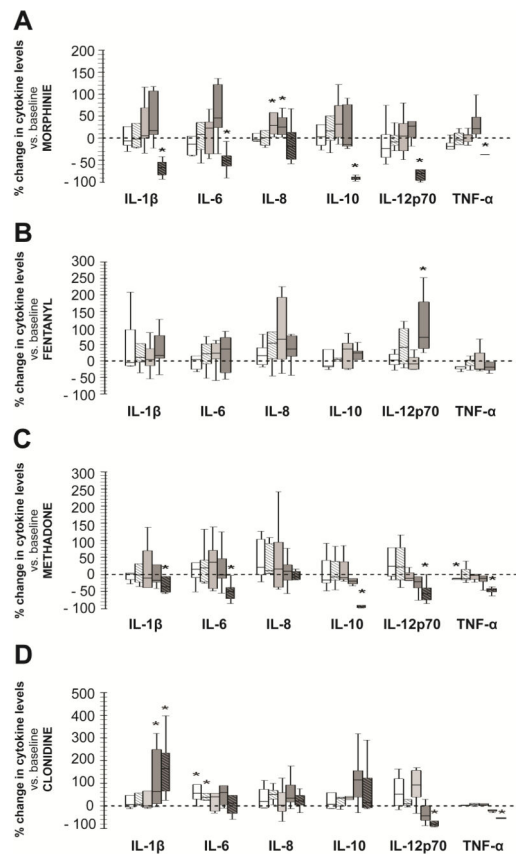 A
% change in cytokine levels
vs. baseline
MORPHINIE
200
150
100
50
0
- 50
- 100
* * * * * * * *
IL-1β IL-6 IL-8 IL-10 IL-12p70 TNF-α
B
% change in cytokine levels
vs. baseline
FENTANYL
300
250
200
150
100
50
0
- 50
- 100
*
IL-1β IL-6 IL-8 IL-10 IL-12p70 TNF-α
C
% change in cytokine levels
vs. baseline
METHADONE
300
250
200
150
100
50
0
- 50
- 100
* * * * * *
IL-1β IL-6 IL-8 IL-10 IL-12p70 TNF-α
D
% change in cytokine levels
vs. baseline
CLONIDINE
500
400
300
200
100
0
- 100
* * * * * * *
IL-1β IL-6 IL-8 IL-10 IL-12p70 TNF-α